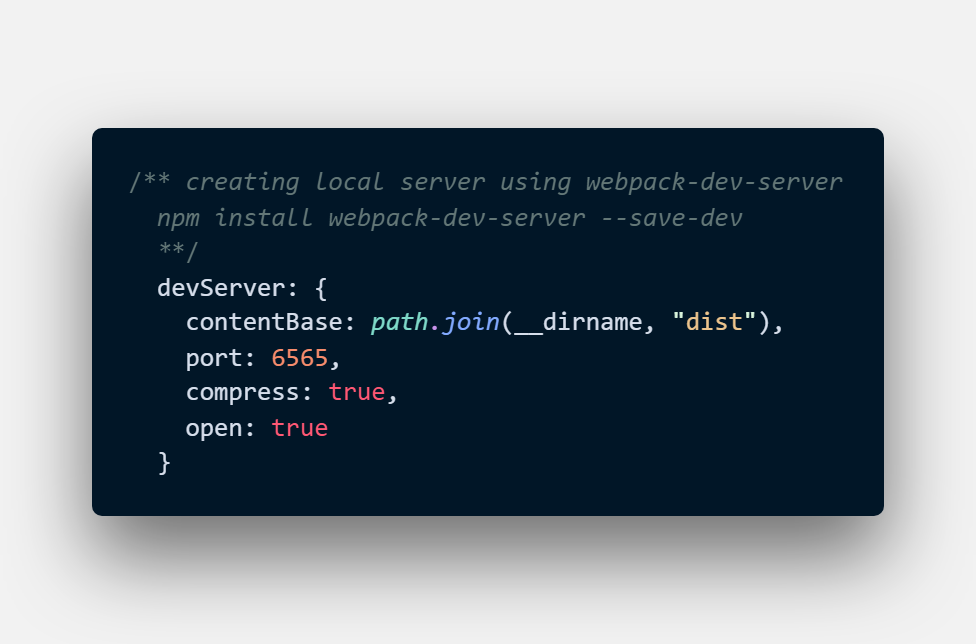 /** creating local server using webpack-dev-server
npm install webpack-dev-server --save-dev
**/
devServer: {
contentBase: path.join(__dirname, "dist"),
port: 6565,
compress: true,
open: true
}